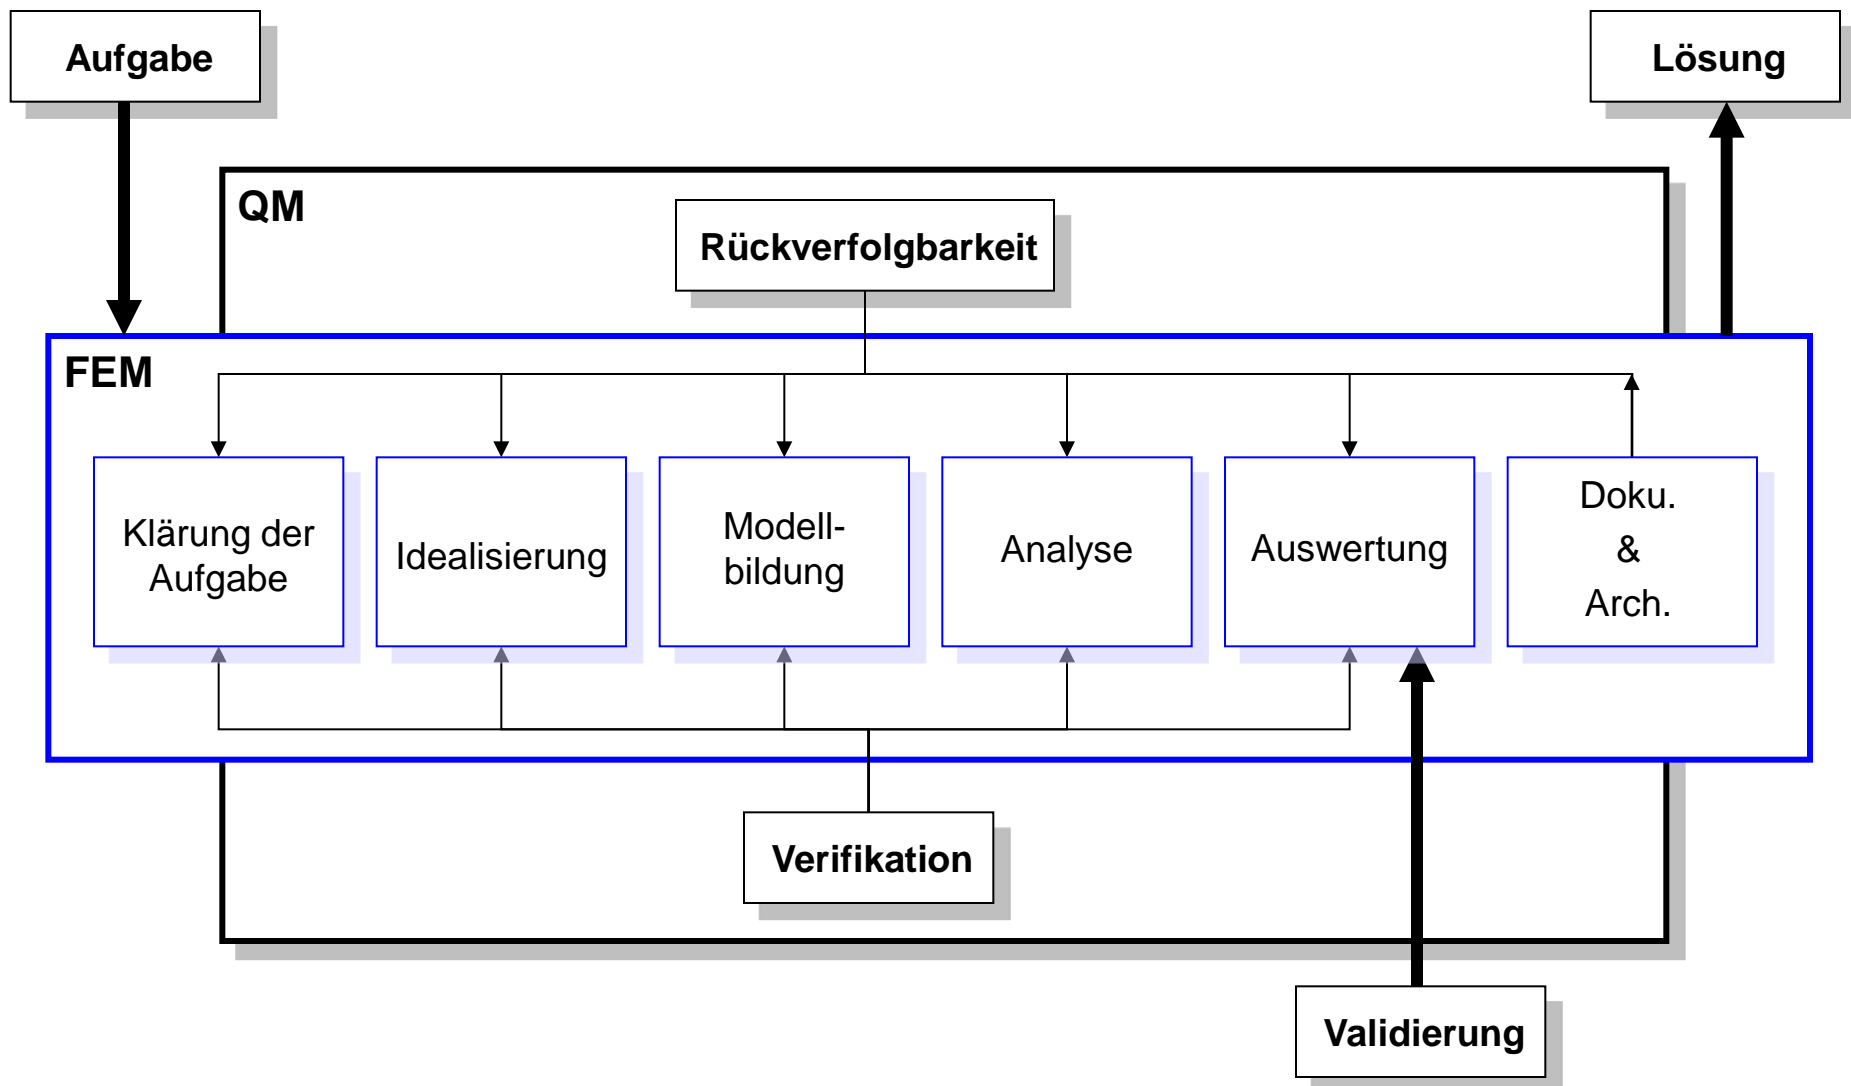 Aufgabe
Lösung
QM
Rückverfolgbarkeit
FEM
Klärung der
Aufgabe
Idealisierung
Modell-
bildung
Analyse
Auswertung
Doku.
&
Arch.
Verifikation
Validierung